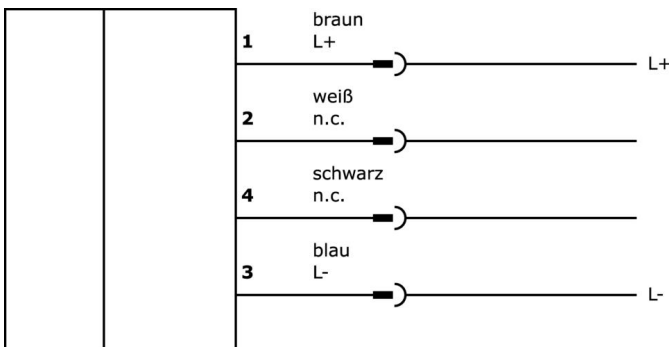 braun
1 L+
L+
weiß
2 n.c.
schwarz
4 n.c.
blau
3 L-
L-